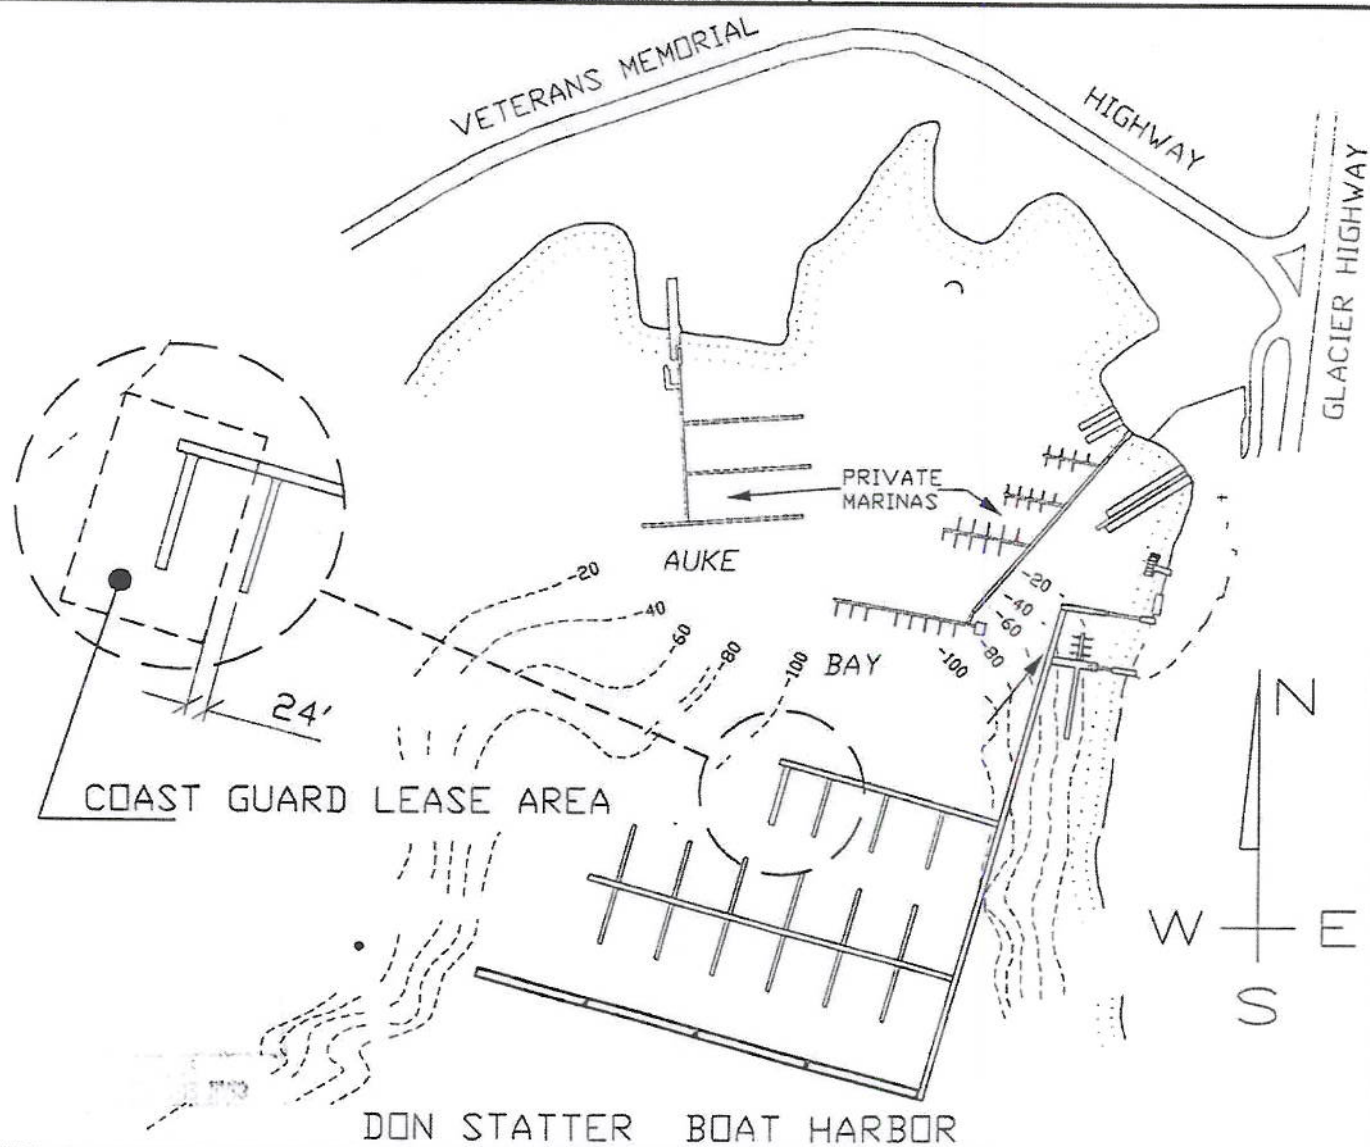 VETERANS MEMORIAL
HIGHWAY
GLACIER HIGHWAY
PRIVATE
MARINAS
AUKE
BAY
-20
-40
-60
-80
-100
-20
-40
-60
-80
-100
24'
COAST GUARD LEASE AREA
N
W E
S
DON STATTER BOAT HARBOR